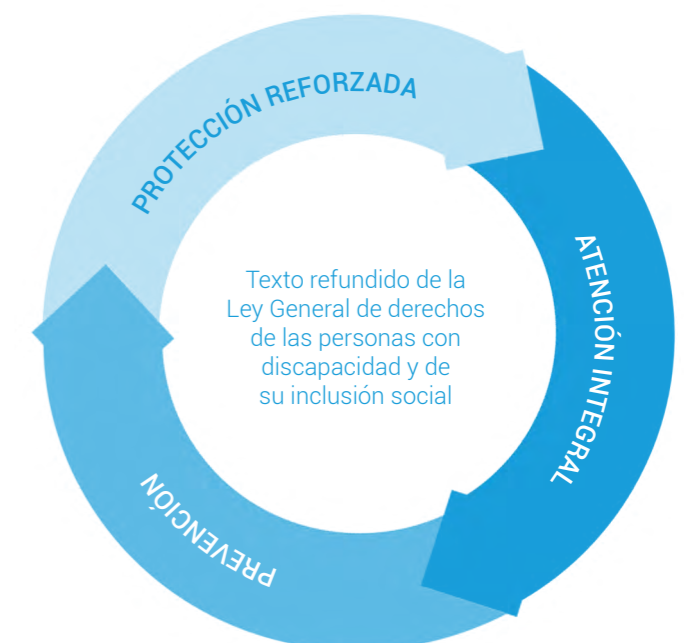 PROTECCIÓN REFORZADA
ATENCIÓN INTEGRAL
PREVENCIÓN
Texto refundido de la
Ley General de derechos
de las personas con
discapacidad y de
su inclusión social